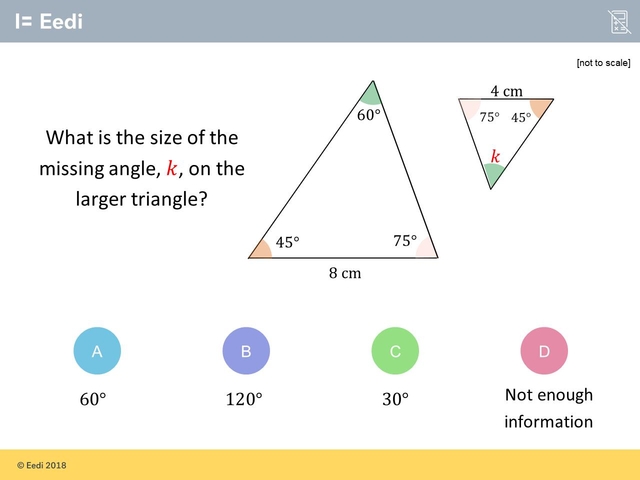 I= Eedi
[not to scale]
What is the size of the
missing angle, k, on the
larger triangle?
60°
45°
75°
8 cm
4 cm
75° 45°
k
A
60°
B
120°
C
30°
D
Not enough
information
© Eedi 2018